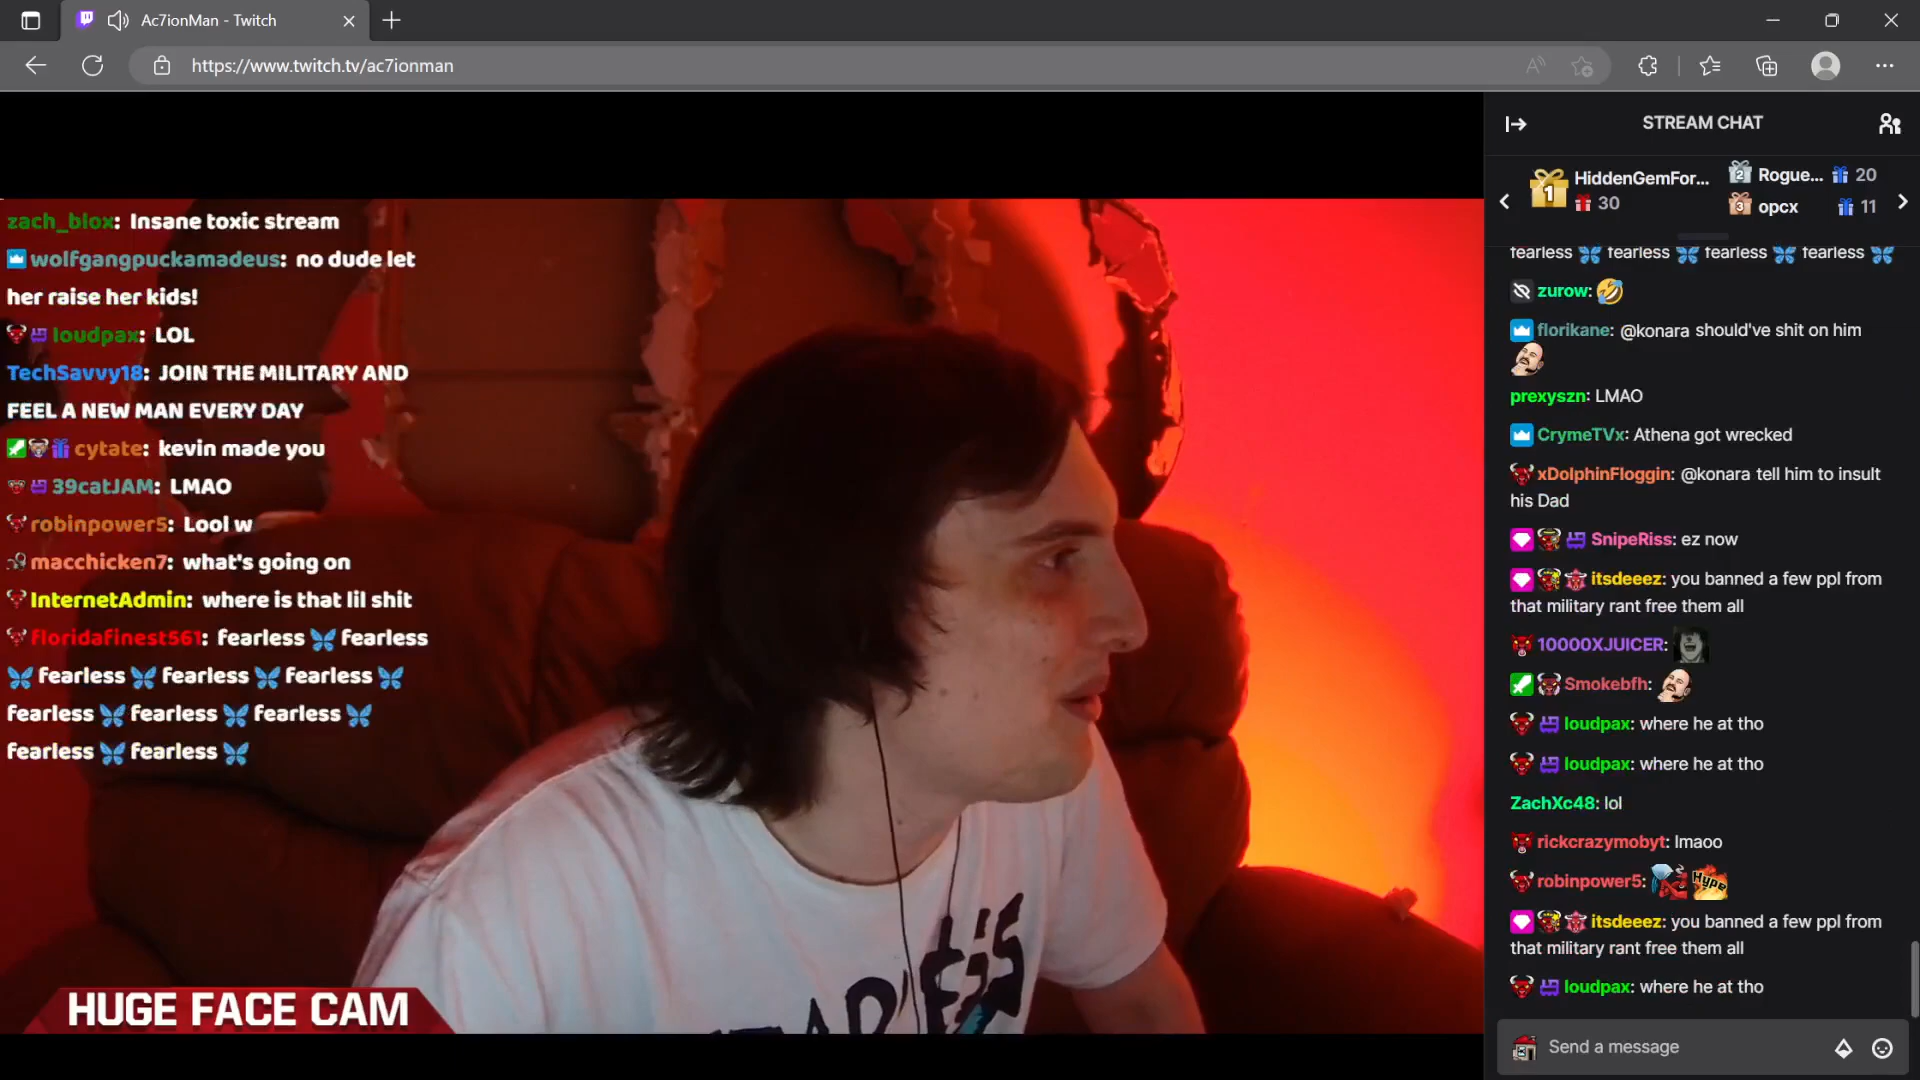 Ac7ionMan - Twitch
https://www.twitch.tv/ac7ionman
zach_blox: Insane toxic stream
wolfgangpuckamadeus: no dude let
her raise her kids!
loudpax: LOL
TechSavvy18: JOIN THE MILITARY AND
FEEL A NEW MAN EVERY DAY
cytate: kevin made you
39catJAM: LMAO
robinpower5: Lool w
macchicken7: what's going on
InternetAdmin: where is that lil shit
floridafinest561: fearless 🦋 fearless
🦋 fearless 🦋 fearless 🦋 fearless 🦋
fearless 🦋 fearless 🦋 fearless 🦋
fearless 🦋 fearless 🦋
HUGE FACE CAM
STREAM CHAT
1 HiddenGemFor...
30
2 Rogue... 20
3 opcx 11
fearless 🦋 fearless 🦋 fearless 🦋 fearless 🦋
zurow: 🤣
florikane: @konara should've shit on him
prexyszn: LMAO
CrymeTVx: Athena got wrecked
xDolphinFloggin: @konara tell him to insult
his Dad
SnipeRiss: ez now
itsdeeez: you banned a few ppl from
that military rant free them all
10000XJUICER:
Smokebfh:
loudpax: where he at tho
loudpax: where he at tho
ZachXc48: lol
rickcrazymobyt: lmaoo
robinpower5: Hype
itsdeeez: you banned a few ppl from
that military rant free them all
loudpax: where he at tho
Send a message